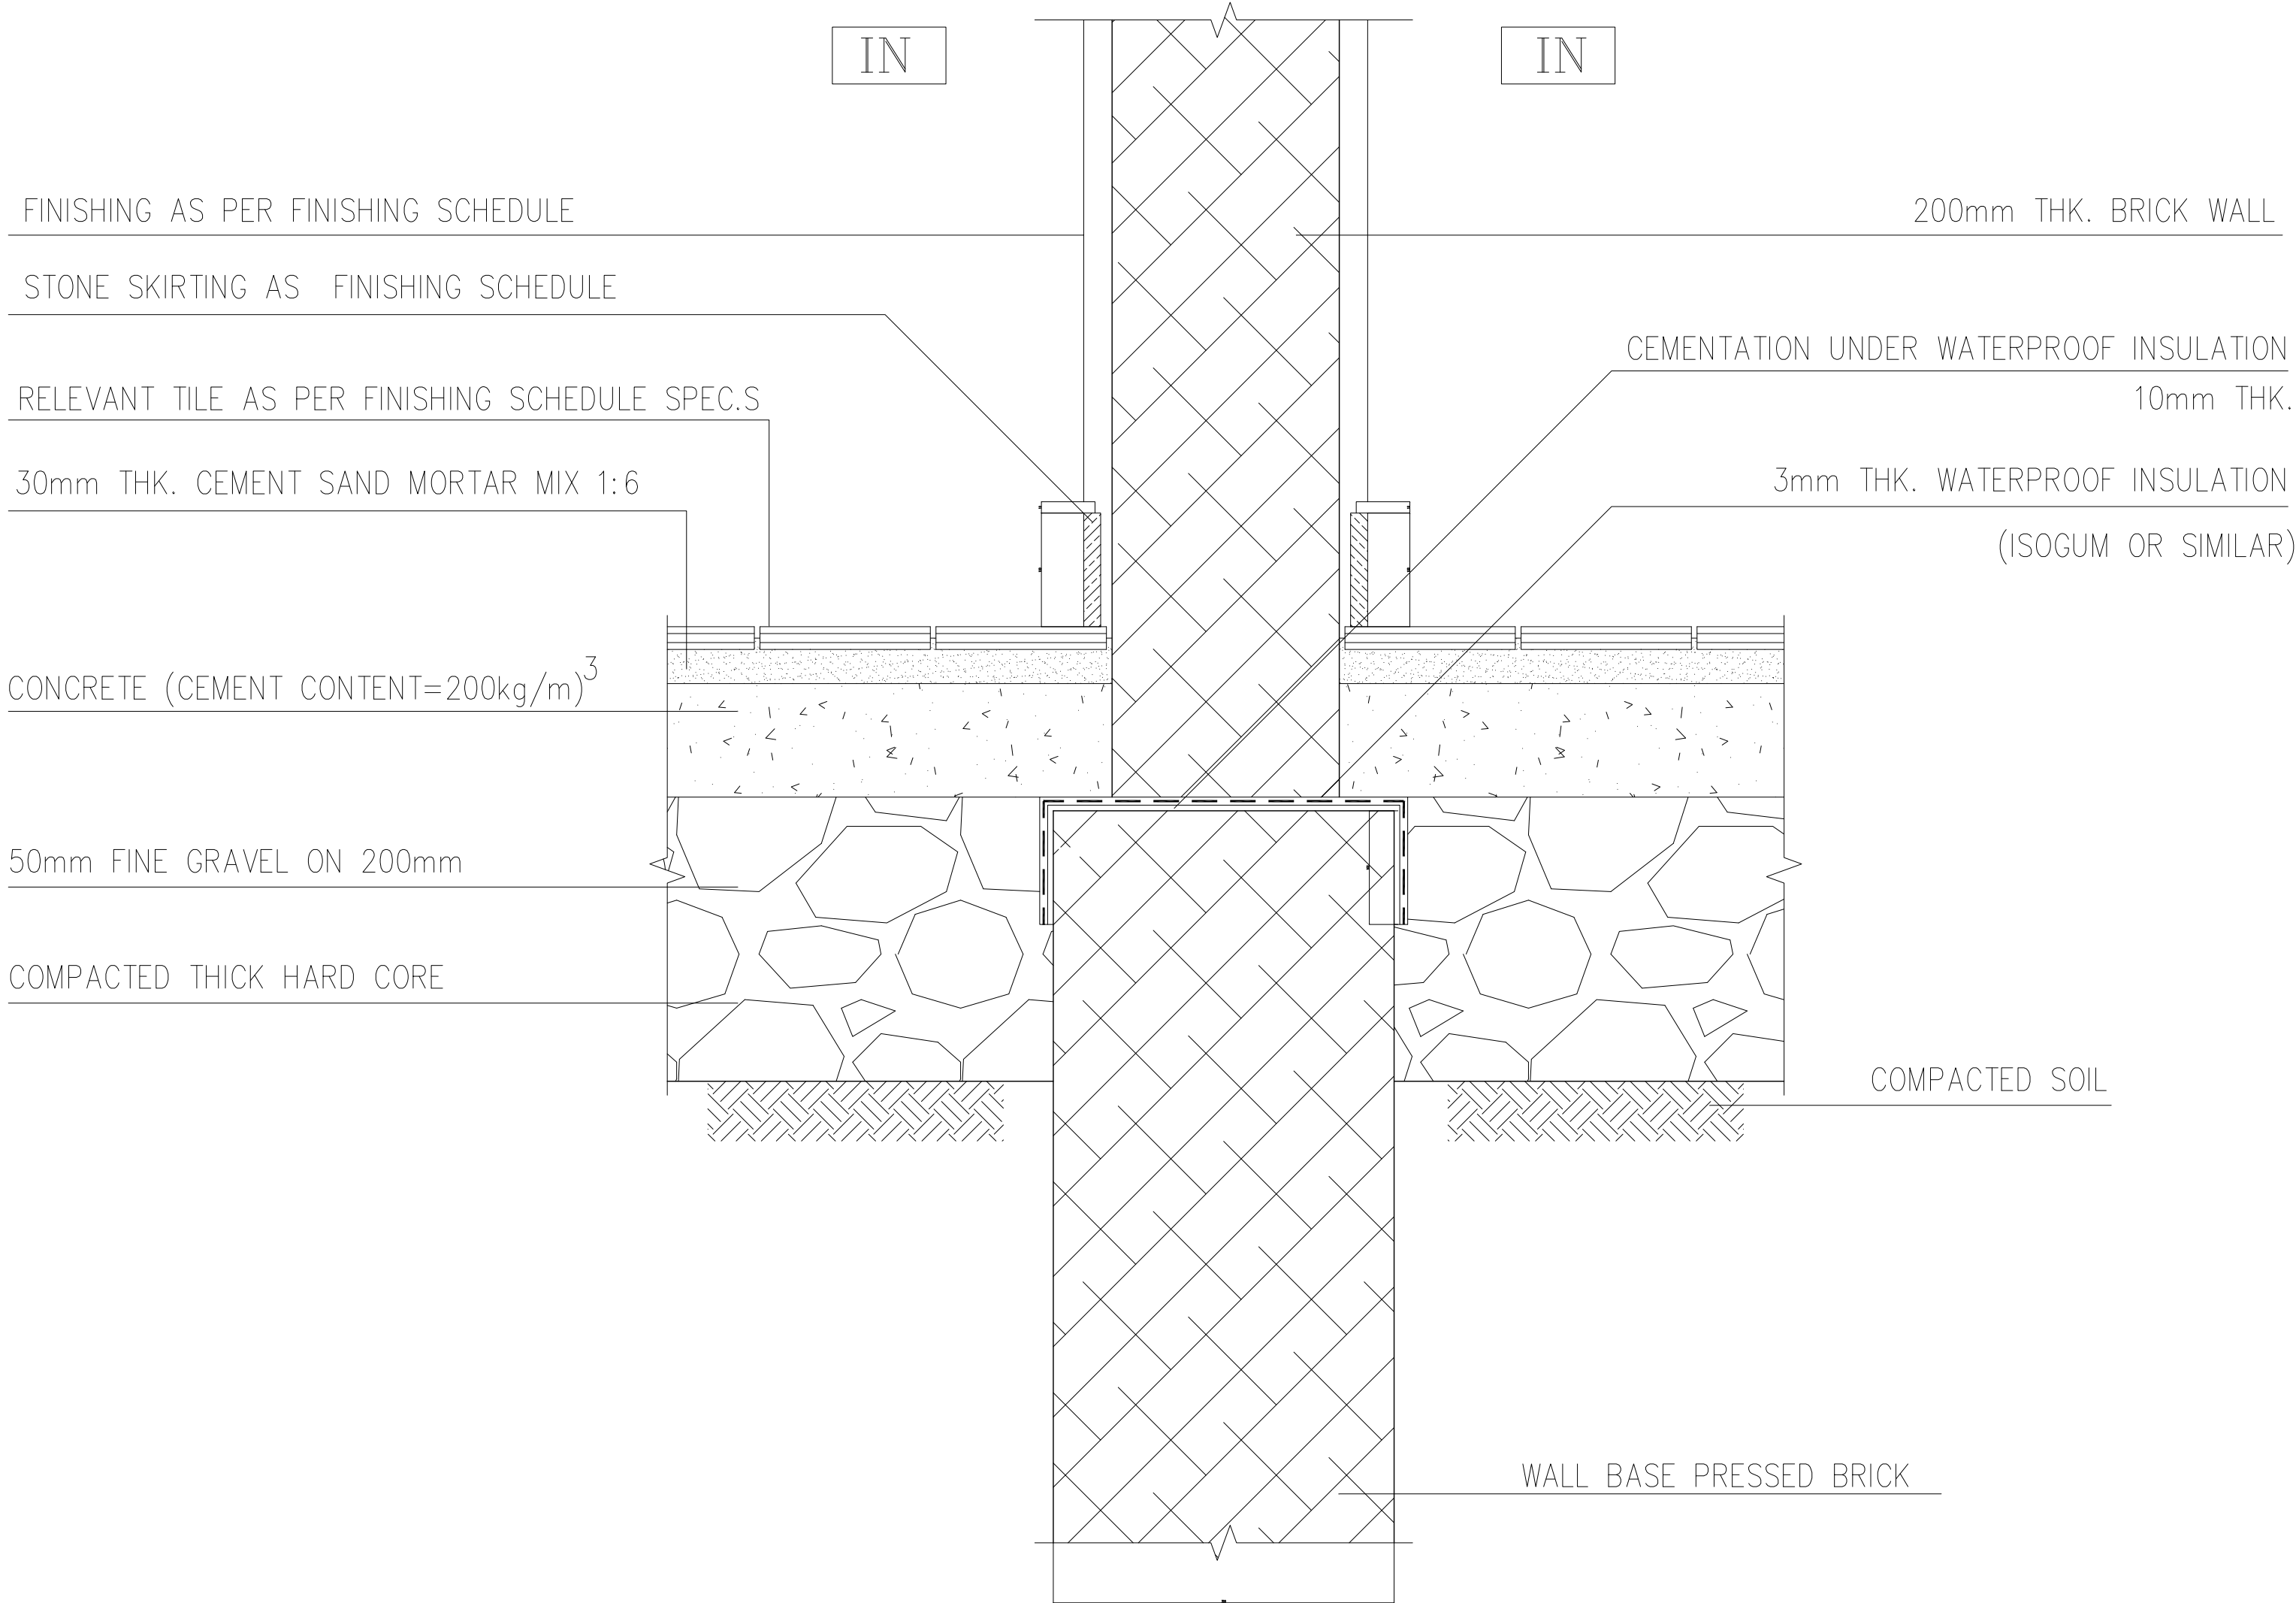 IN
IN
FINISHING AS PER FINISHING SCHEDULE
STONE SKIRTING AS FINISHING SCHEDULE
RELEVANT TILE AS PER FINISHING SCHEDULE SPEC.S
30mm THK. CEMENT SAND MORTAR MIX 1:6
CONCRETE (CEMENT CONTENT=200kg/m)³
50mm FINE GRAVEL ON 200mm
COMPACTED THICK HARD CORE
200mm THK. BRICK WALL
CEMENTATION UNDER WATERPROOF INSULATION
10mm THK.
3mm THK. WATERPROOF INSULATION
(ISOGUM OR SIMILAR)
COMPACTED SOIL
WALL BASE PRESSED BRICK